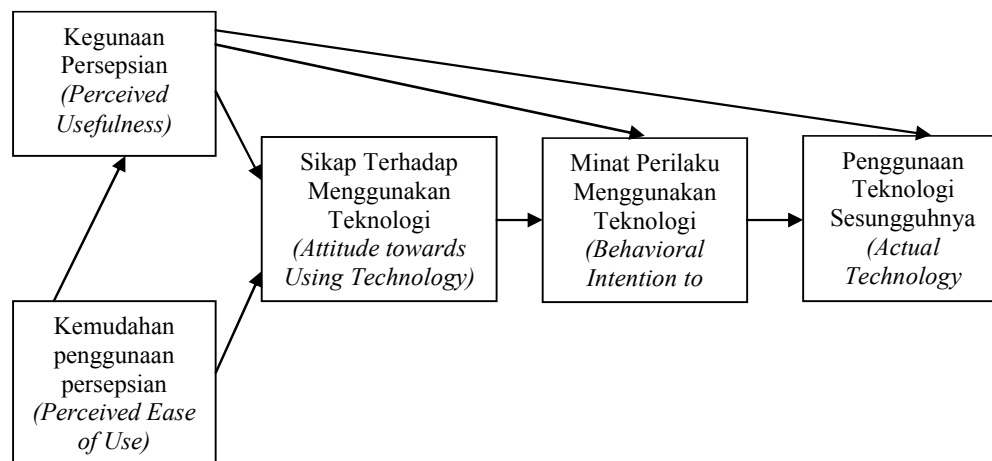 Kegunaan
Persepsian
(Perceived
Usefulness)
Sikap Terhadap
Menggunakan
Teknologi
(Attitude towards
Using Technology)
Minat Perilaku
Menggunakan
Teknologi
(Behavioral
Intention to
Penggunaan
Teknologi
Sesungguhnya
(Actual
Technology
Kemudahan
penggunaan
persepsian
(Perceived Ease
of Use)